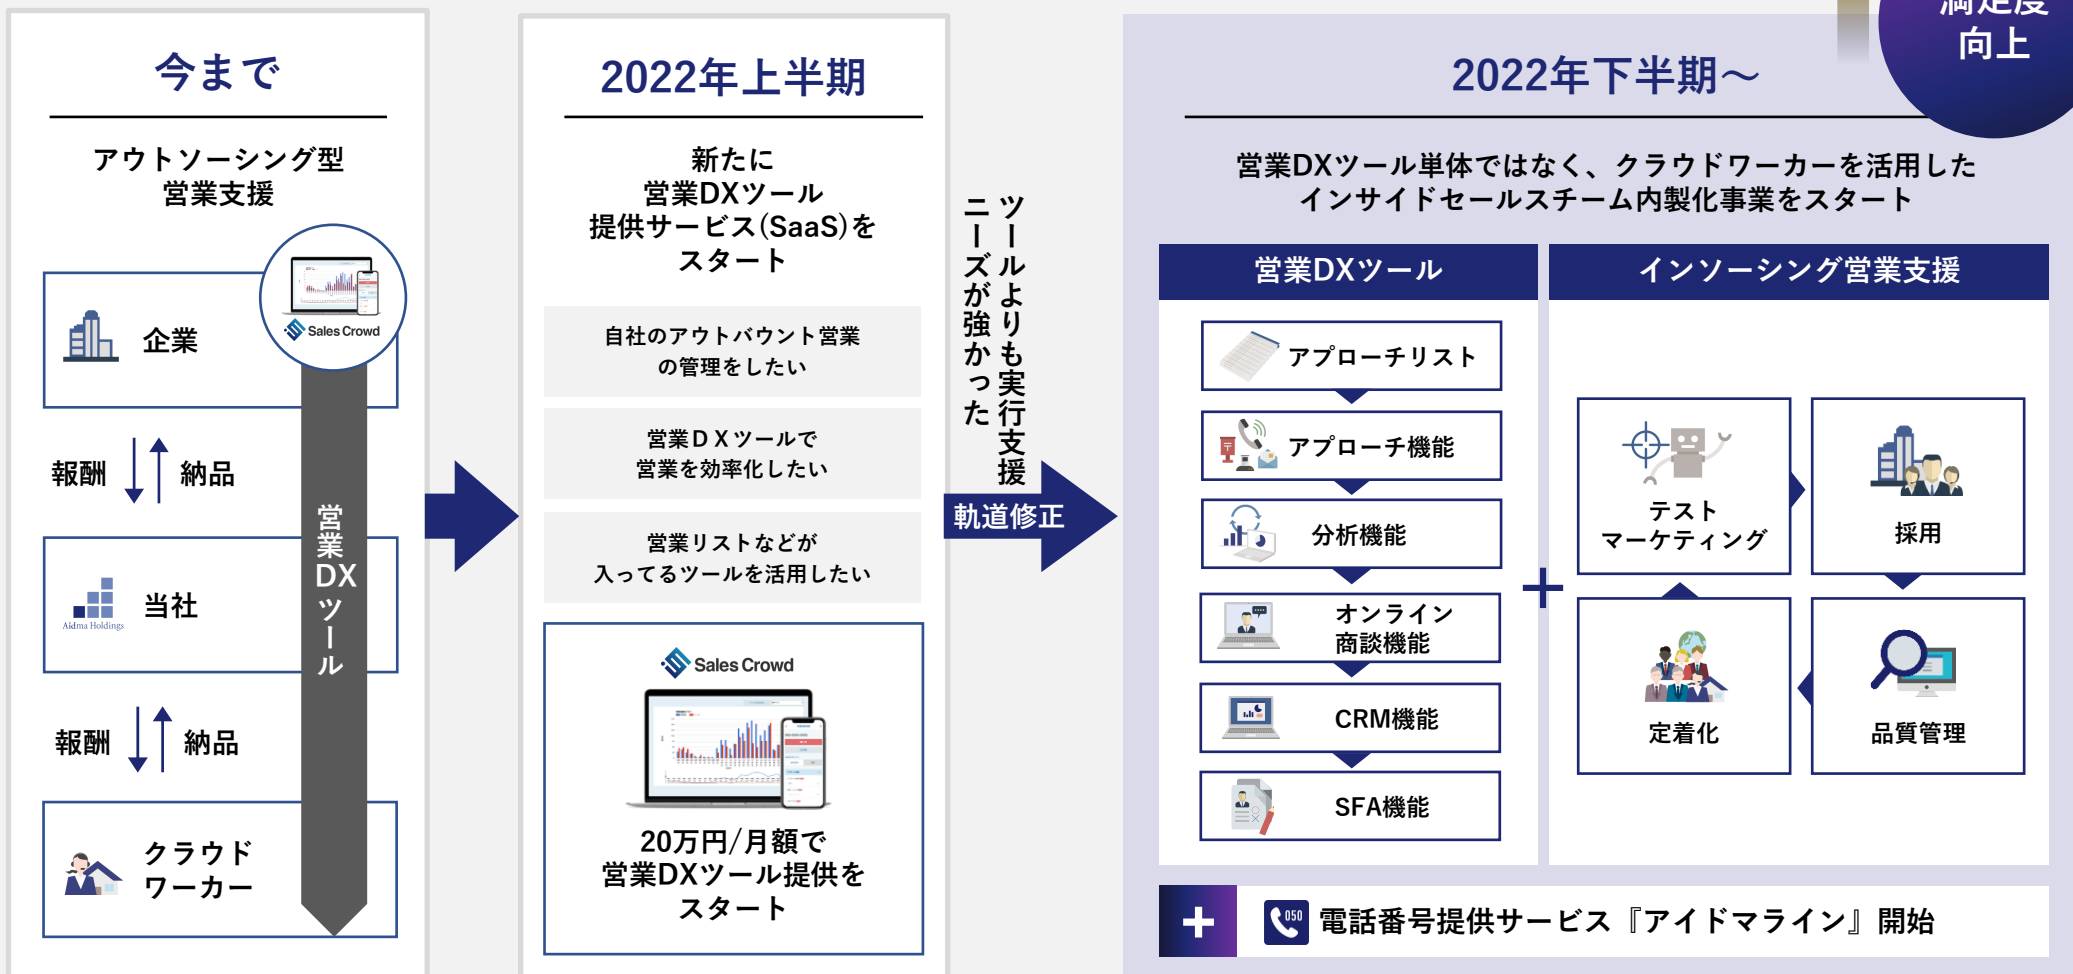 今まで
アウトソーシング型
営業支援
Sales Crowd
企業
報酬
納品
Aidma Holdings
当社
報酬
納品
クラウド
ワーカー
営業DXツール
2022年上半期
新たに
営業DXツール
提供サービス(SaaS)を
スタート
自社のアウトバウント営業
の管理をしたい
営業DXツールで
営業を効率化したい
営業リストなどが
入ってるツールを活用したい
Sales Crowd
20万円/月額で
営業DXツール提供を
スタート
ツールよりも実行支援
ニーズが強かった
軌道修正
満足度
向上
2022年下半期～
営業DXツール単体ではなく、クラウドワーカーを活用した
インサイドセールスチーム内製化事業をスタート
営業DXツール
アプローチリスト
アプローチ機能
分析機能
オンライン
商談機能
CRM機能
SFA機能
+
インソーシング営業支援
テスト
マーケティング
採用
定着化
品質管理
+
050
電話番号提供サービス『アイドマライン』開始